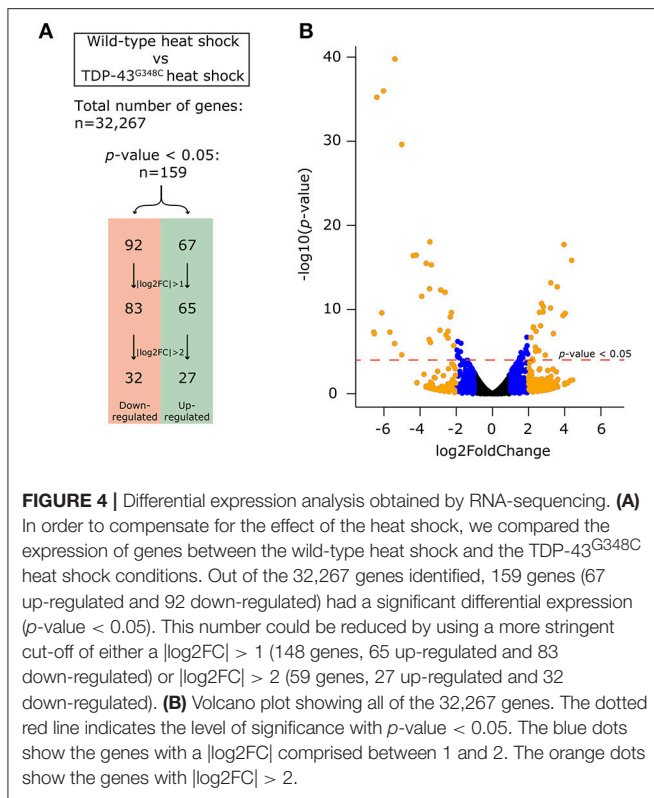 A
Wild-type heat shock
vs
TDP-43G348C heat shock
Total number of genes:
n=32,267
p-value < 0.05:
n=159
92 67
|log2FC|>1
83 65
|log2FC|>2
32 27
Down-
regulated
Up-
regulated
B
40
30
20
10
0
-log10(p-value)
p-value < 0.05
-6 -4 -2 0 2 4 6
log2FoldChange
FIGURE 4 | Differential expression analysis obtained by RNA-sequencing. (A)
In order to compensate for the effect of the heat shock, we compared the
expression of genes between the wild-type heat shock and the TDP-43G348C
heat shock conditions. Out of the 32,267 genes identified, 159 genes (67
up-regulated and 92 down-regulated) had a significant differential expression
(p-value < 0.05). This number could be reduced by using a more stringent
cut-off of either a |log2FC| > 1 (148 genes, 65 up-regulated and 83
down-regulated) or |log2FC| > 2 (59 genes, 27 up-regulated and 32
down-regulated). (B) Volcano plot showing all of the 32,267 genes. The dotted
red line indicates the level of significance with p-value < 0.05. The blue dots
show the genes with a |log2FC| comprised between 1 and 2. The orange dots
show the genes with |log2FC| > 2.